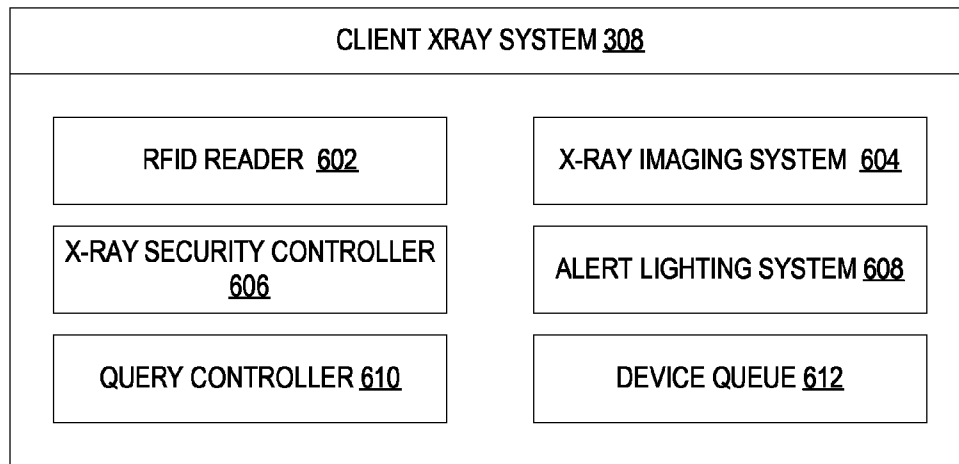 CLIENT XRAY SYSTEM 308
RFID READER 602
X-RAY IMAGING SYSTEM 604
X-RAY SECURITY CONTROLLER
606
ALERT LIGHTING SYSTEM 608
QUERY CONTROLLER 610
DEVICE QUEUE 612